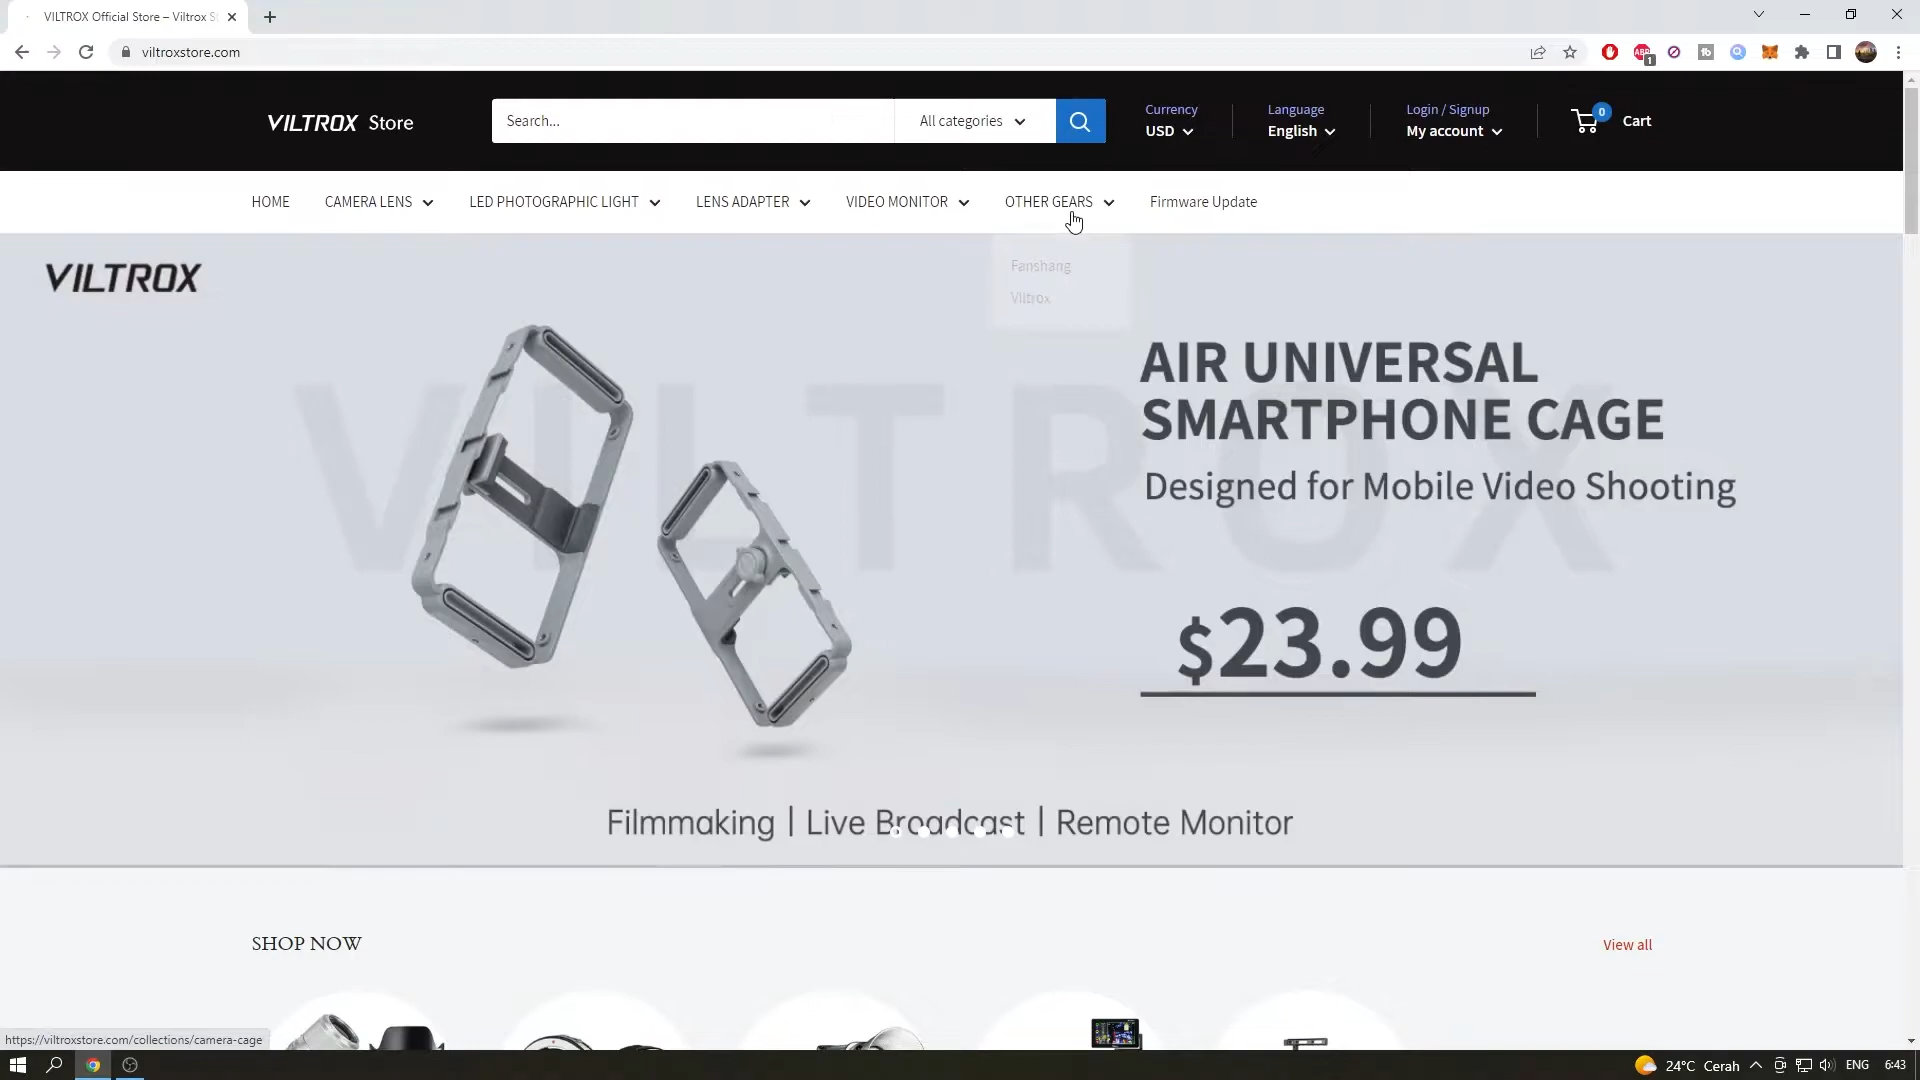 VILTROX Official Store – Viltrox S
viltroxstore.com
1
VILTROX Store
Search...
All categories
Currency
USD
Language
English
Login / Signup
My account
0
Cart
HOME
CAMERA LENS
LED PHOTOGRAPHIC LIGHT
LENS ADAPTER
VIDEO MONITOR
OTHER GEARS
Firmware Update
Fanshang
Viltrox
VILTROX
VILTROX
AIR UNIVERSAL
SMARTPHONE CAGE
Designed for Mobile Video Shooting
$23.99
Filmmaking | Live Broadcast | Remote Monitor
SHOP NOW
View all
https://viltroxstore.com/collections/camera-cage
24°C Cerah
ENG
6:43